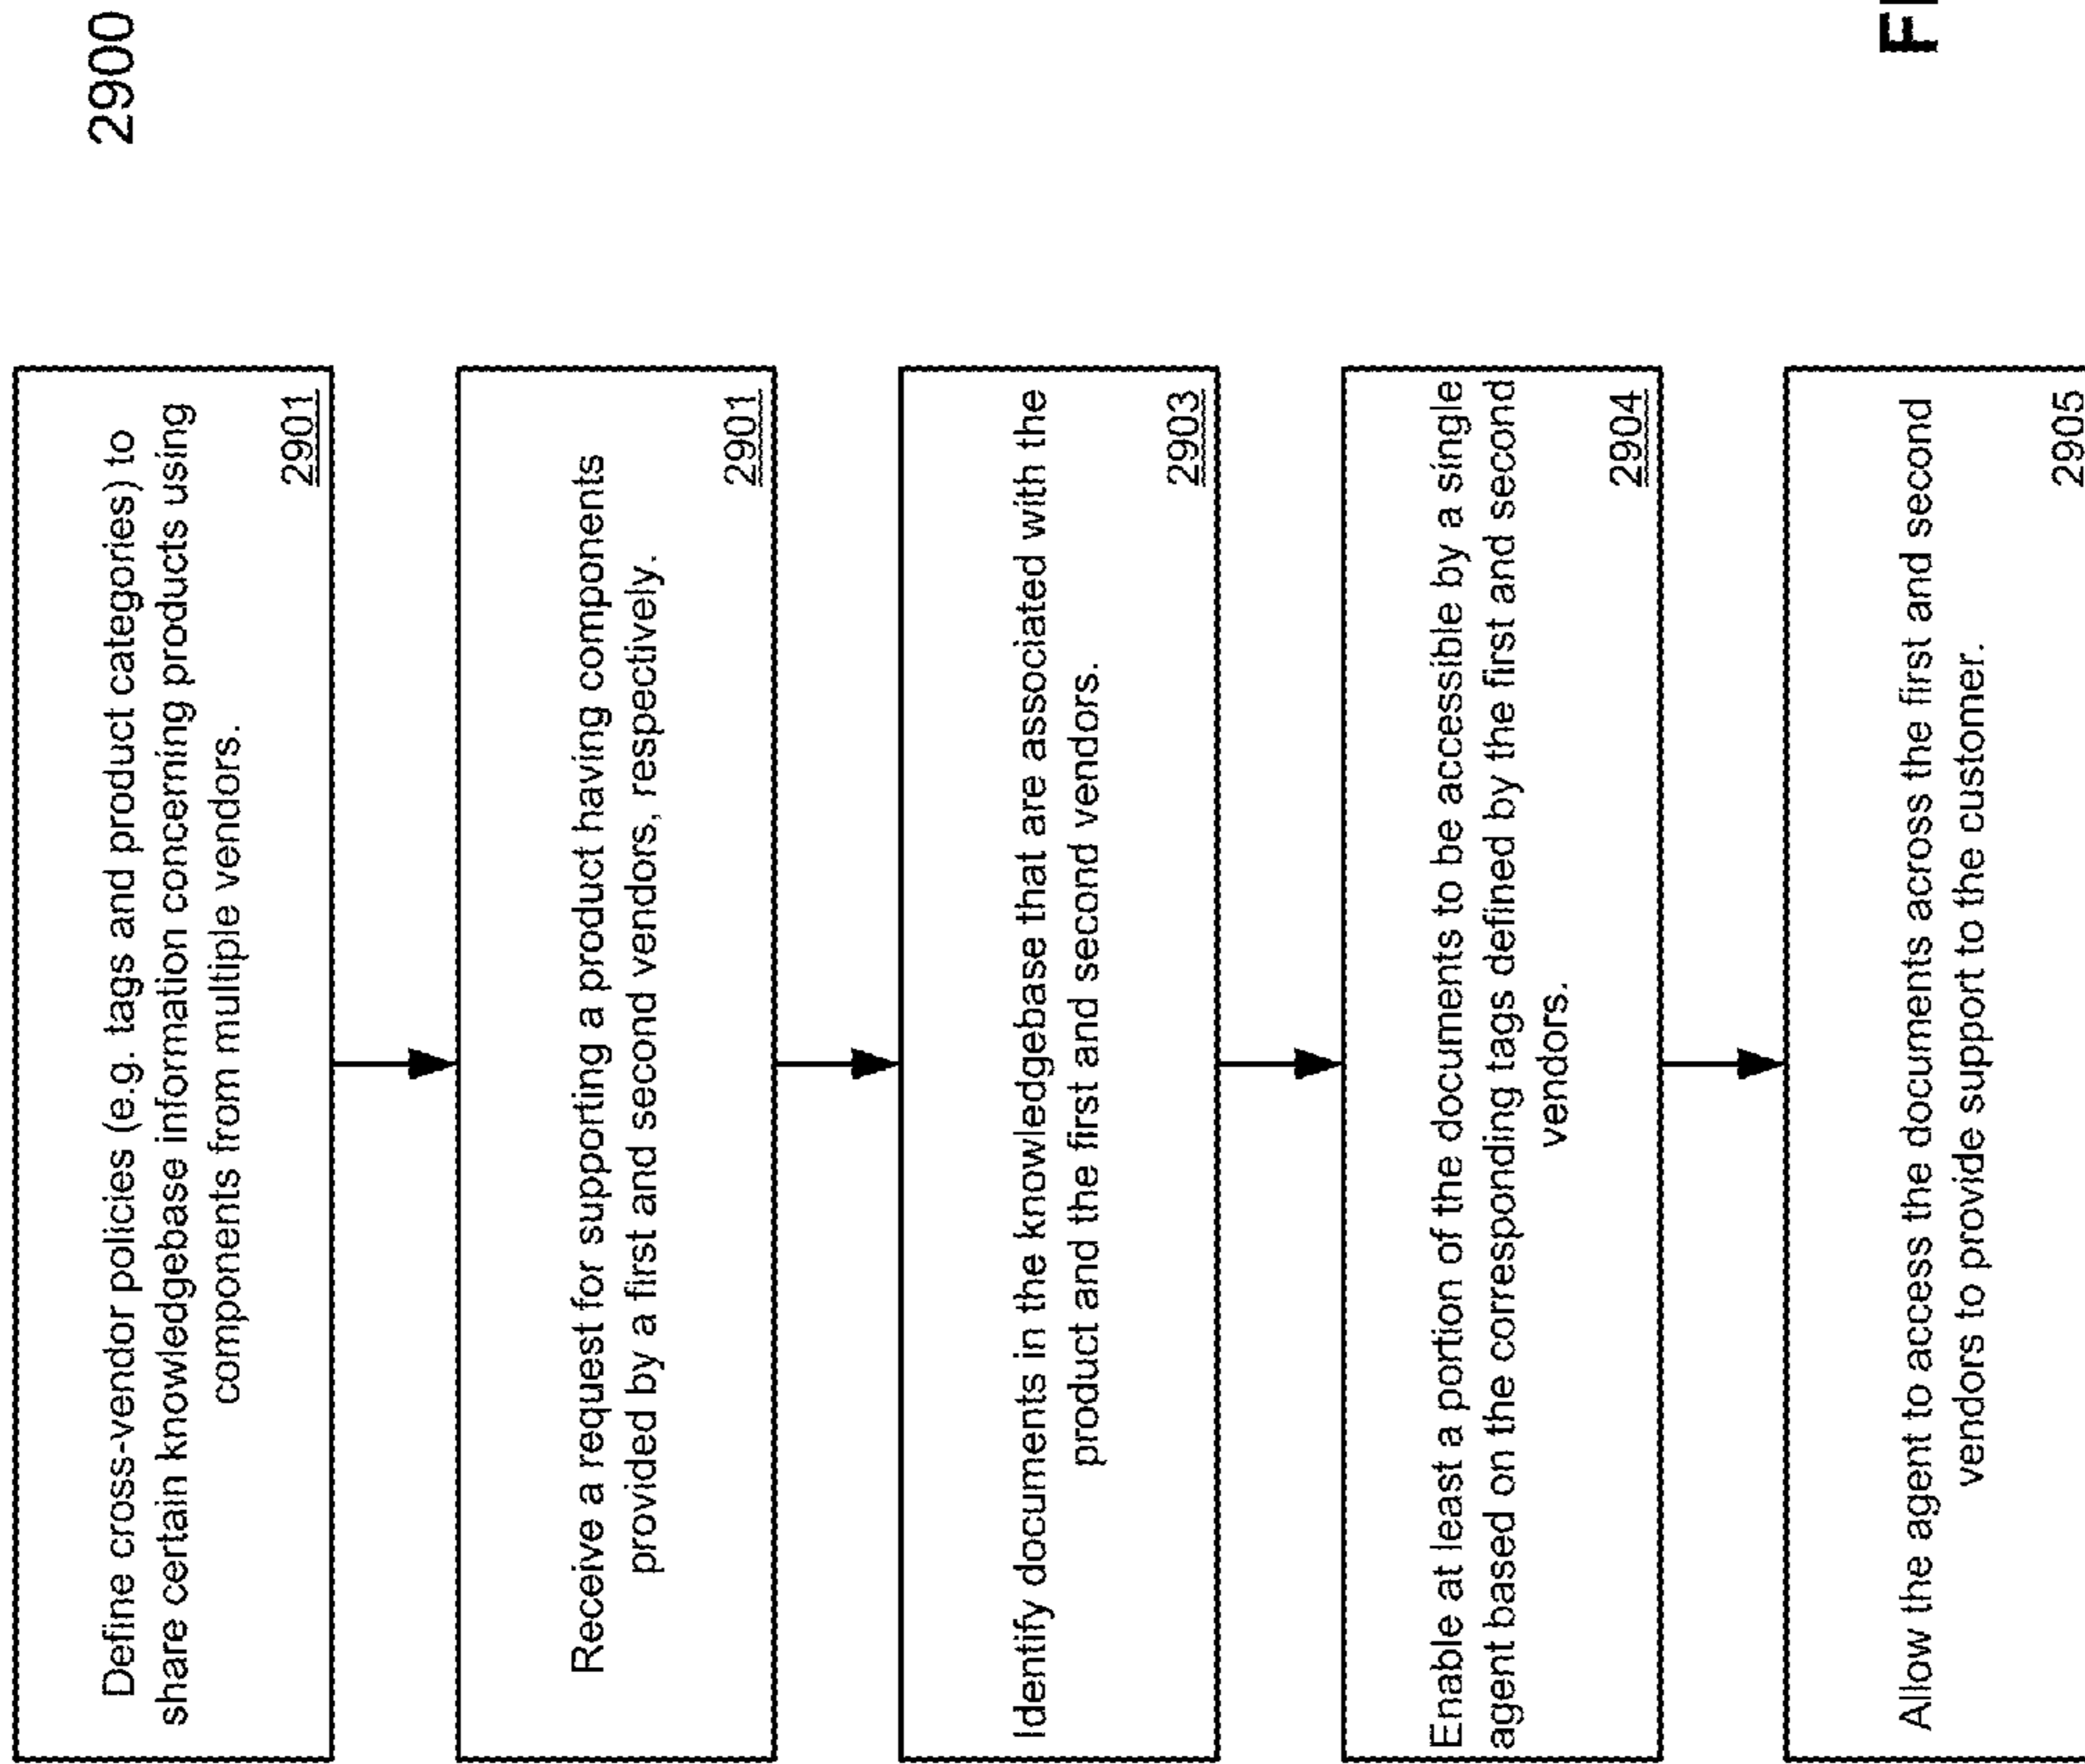 2900
Define cross-vendor policies (e.g. tags and product categories) to
share certain knowledgebase information concerning products using
components from multiple vendors.
2901
Receive a request for supporting a product having components
provided by a first and second vendors, respectively.
2901
Identify documents in the knowledgebase that are associated with the
product and the first and second vendors.
2903
Enable at least a portion of the documents to be accessible by a single
agent based on the corresponding tags defined by the first and second
vendors.
2904
Allow the agent to access the documents across the first and second
vendors to provide support to the customer.
2905